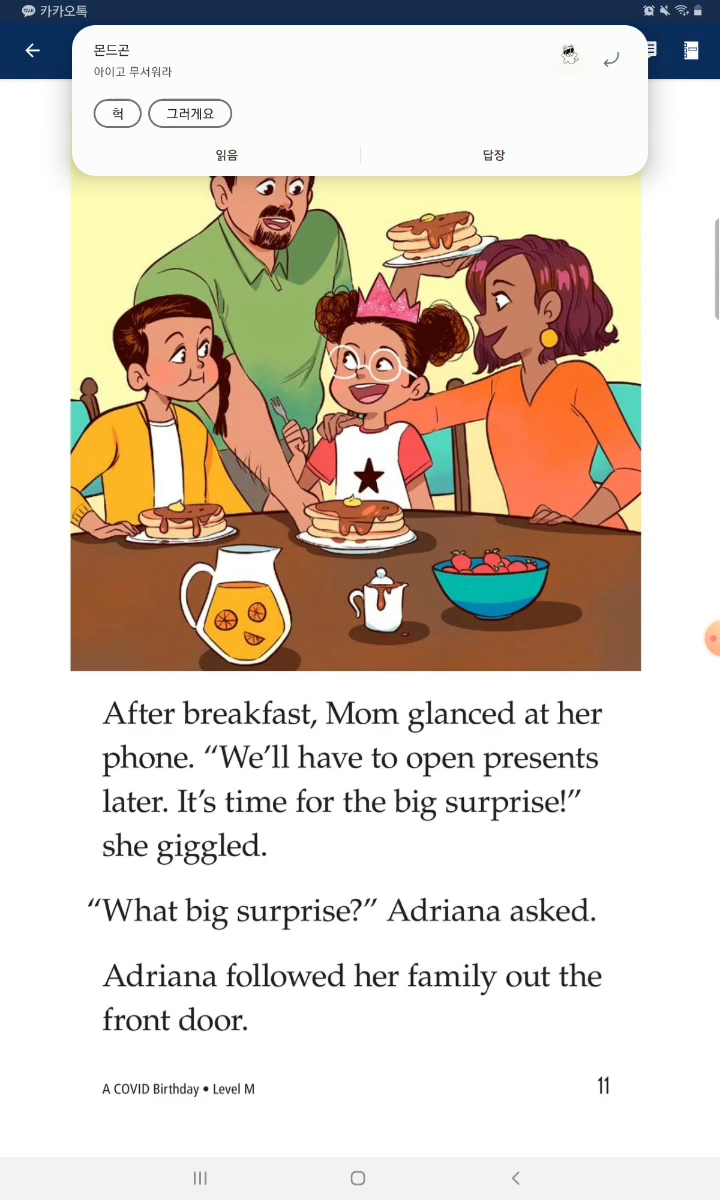 카카오톡
몬드곤
아이고 무서워라
헉
그러게요
읽음
답장
After breakfast, Mom glanced at her
phone. “We’ll have to open presents
later. It’s time for the big surprise!”
she giggled.
“What big surprise?” Adriana asked.
Adriana followed her family out the
front door.
A COVID Birthday • Level M
11